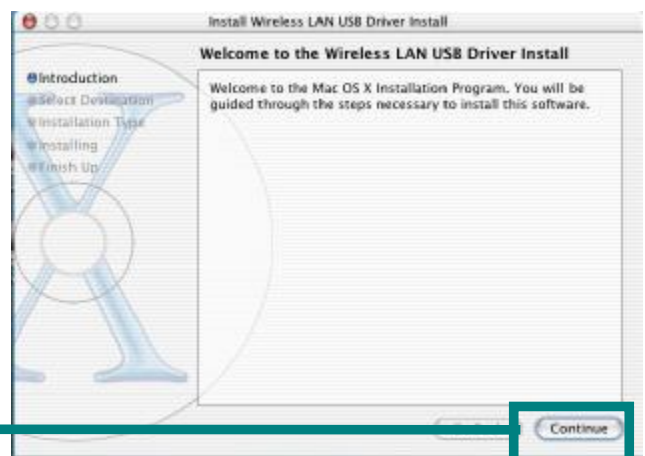 Install Wireless LAN USB Driver Install
Welcome to the Wireless LAN USB Driver Install
Introduction
Select Destination
Installation Type
Installing
Finish Up
Welcome to the Mac OS X Installation Program. You will be
guided through the steps necessary to install this software.
Continue